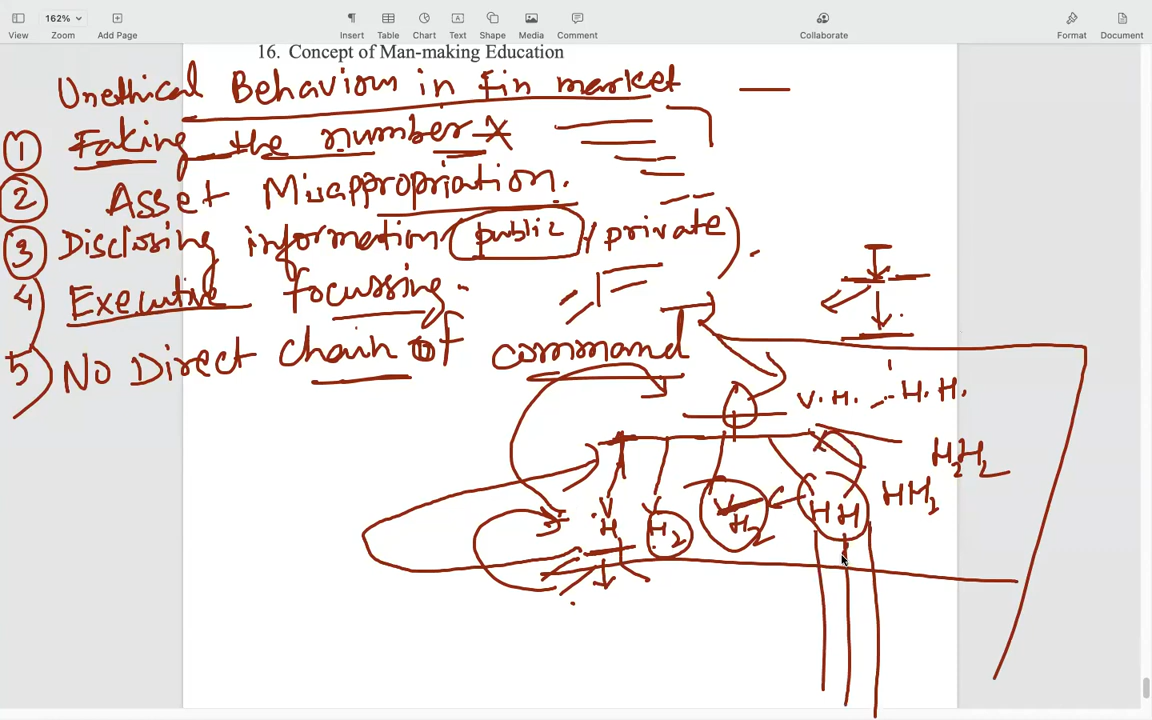 162%
View Zoom Add Page Insert Table Chart Text Shape Media Comment Collaborate Format Document
16. Concept of Man-making Education
Unethical Behaviour in Fin market
1 Faking the number
2 Asset Misappropriation.
3 Disclosing information (public / private)
4 Executive focussing.
5) No Direct chain of command
V.H. H.H.
H2H2
HH1
V H H2 V H2 HH